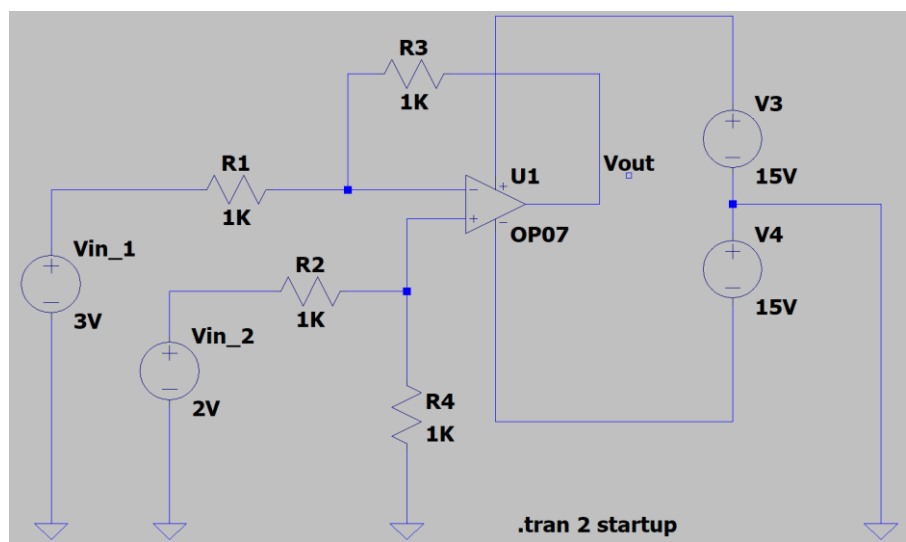 R3
1K
V3
15V
R1
1K
U1
OP07
Vout
V4
15V
Vin_1
3V
R2
1K
Vin_2
2V
R4
1K
.tran 2 startup